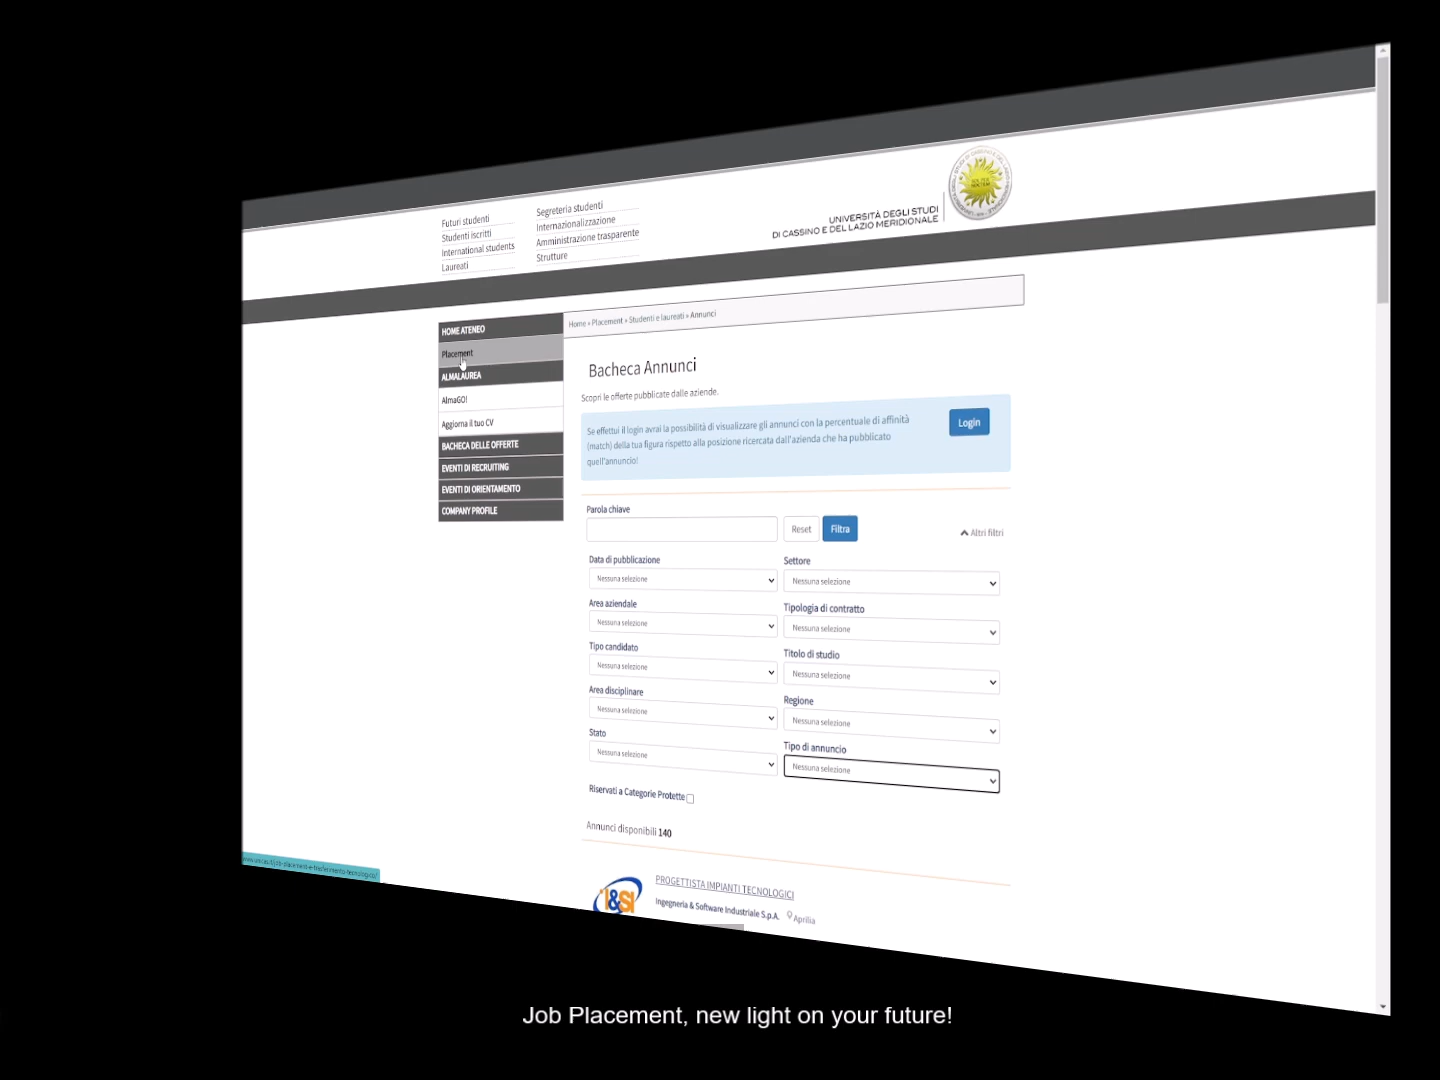 Futuri studenti
Studenti iscritti
International students
Laureati
Segreteria studenti
Internazionalizzazione
Amministrazione trasparente
Strutture
UNIVERSITÀ DEGLI STUDI
DI CASSINO E DEL LAZIO MERIDIONALE
HOME ATENEO
Placement
ALMALAUREA
AlmaGO!
Aggiorna il tuo CV
BACHECA DELLE OFFERTE
EVENTI DI RECRUITING
EVENTI DI ORIENTAMENTO
COMPANY PROFILE
Home » Placement » Studenti e laureati » Annunci
Bacheca Annunci
Scopri le offerte pubblicate dalle aziende.
Se effettui il login avrai la possibilità di visualizzare gli annunci con la percentuale di affinità
(match) della tua figura rispetto alla posizione ricercata dall'azienda che ha pubblicato
quell'annuncio!
Login
Parola chiave
Reset
Filtra
Altri filtri
Data di pubblicazione
Nessuna selezione
Settore
Nessuna selezione
Area aziendale
Nessuna selezione
Tipologia di contratto
Nessuna selezione
Tipo candidato
Nessuna selezione
Titolo di studio
Nessuna selezione
Area disciplinare
Nessuna selezione
Regione
Nessuna selezione
Stato
Nessuna selezione
Tipo di annuncio
Nessuna selezione
Riservati a Categorie Protette
Annunci disponibili 140
i&si
PROGETTISTA IMPIANTI TECNOLOGICI
Ingegneria & Software Industriale S.p.A. Aprilia
Job Placement, new light on your future!